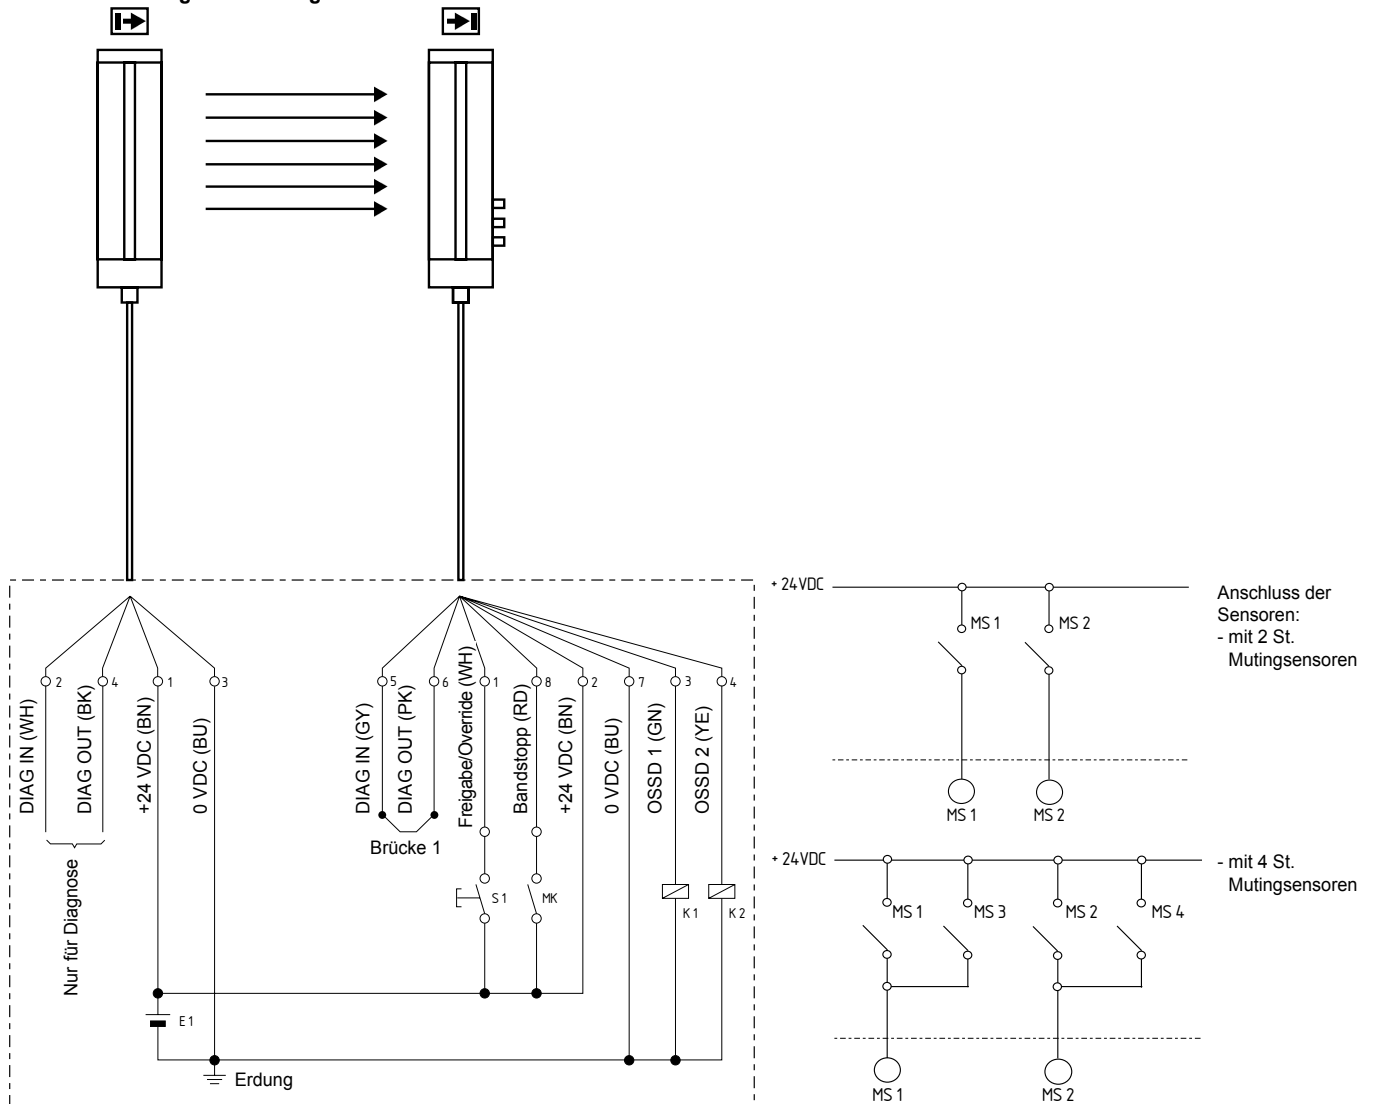 2
4
1
3
5
6
1
8
2
7
3
4
DIAG IN (WH)
DIAG OUT (BK)
+24 VDC (BN)
0 VDC (BU)
DIAG IN (GY)
DIAG OUT (PK)
Freigabe/Override (WH)
Bandstopp (RD)
+24 VDC (BN)
0 VDC (BU)
OSSD 1 (GN)
OSSD 2 (YE)
Nur für Diagnose
Brücke 1
S1
MK
K1
K2
E1
Erdung
+ 24VDC
MS 1
MS 2
MS 1
MS 2
Anschluss der
Sensoren:
- mit 2 St.
Mutingsensoren
+ 24VDC
MS 1
MS 3
MS 2
MS 4
MS 1
MS 2
- mit 4 St.
Mutingsensoren